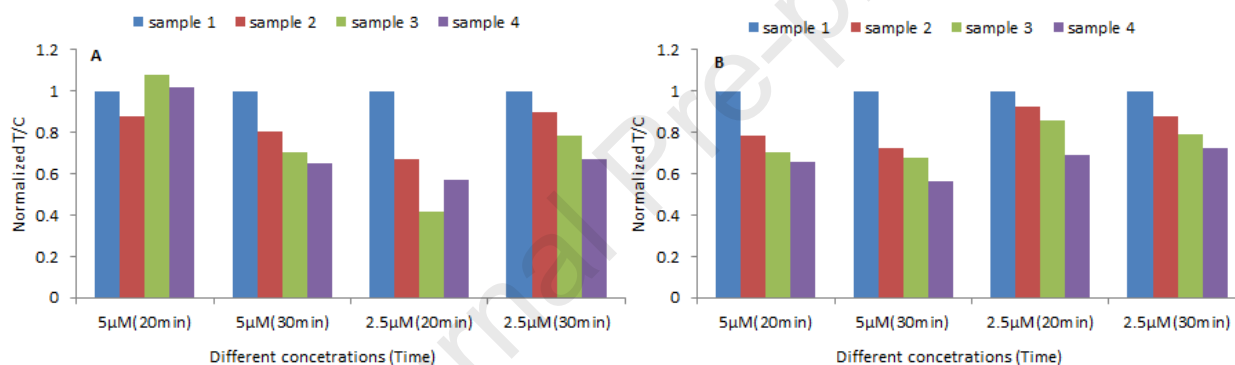 sample 1 sample 2 sample 3 sample 4
A
1.2
1
0.8
0.6
0.4
0.2
0
Normalized T/C
5µM(20min) 5µM(30min) 2.5µM(20min) 2.5µM(30min)
Different concetrations (Time)
sample 1 sample 2 sample 3 sample 4
B
1.2
1
0.8
0.6
0.4
0.2
0
Normalized T/C
5µM(20min) 5µM(30min) 2.5µM(20min) 2.5µM(30min)
Different concetrations (Time)
rnal Pre-p